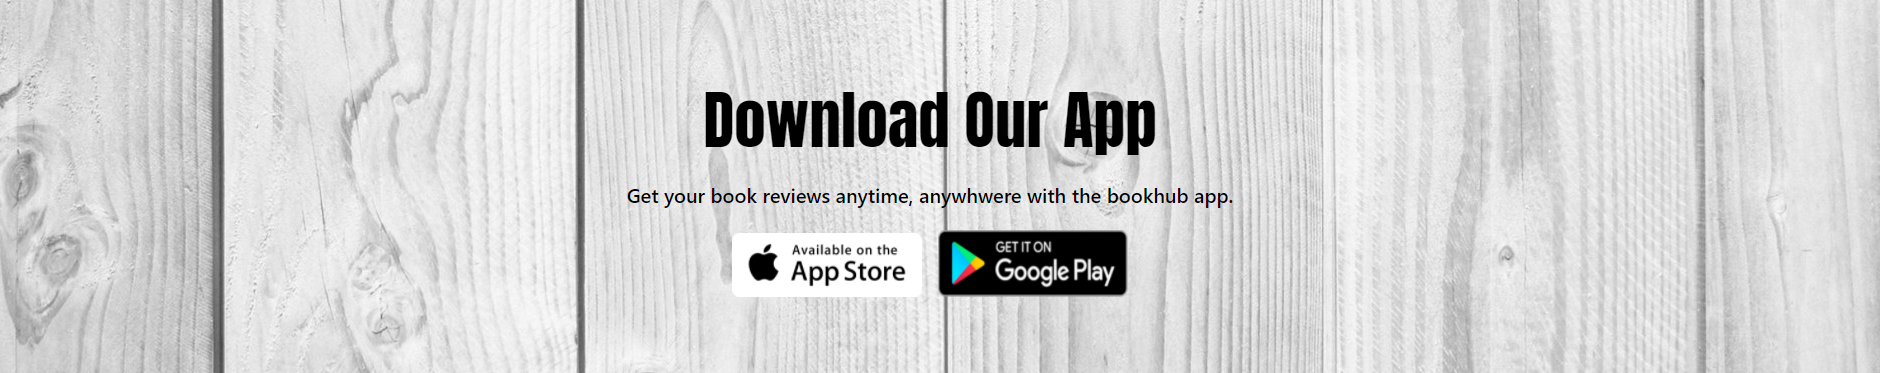 Download Our App
Get your book reviews anytime, anywhwere with the bookhub app.
Available on the
App Store
GET IT ON
Google Play